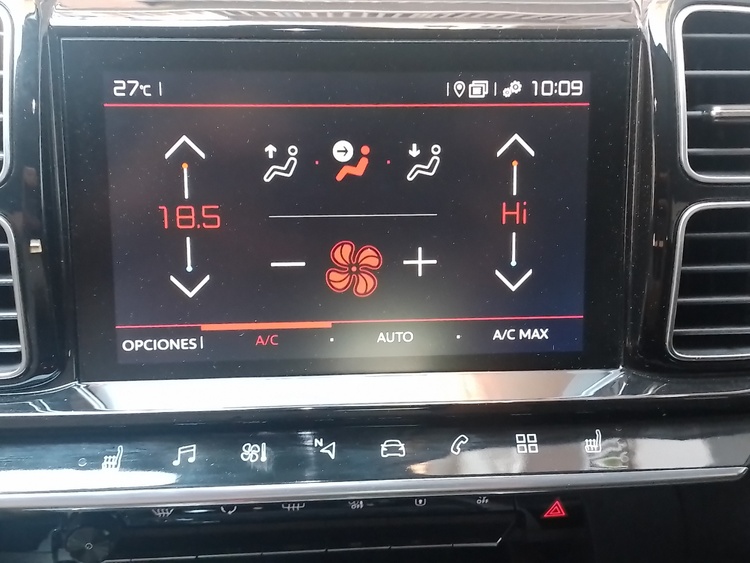 27°C
10:09
18.5
Hi
OPCIONES
A/C
AUTO
A/C MAX
N